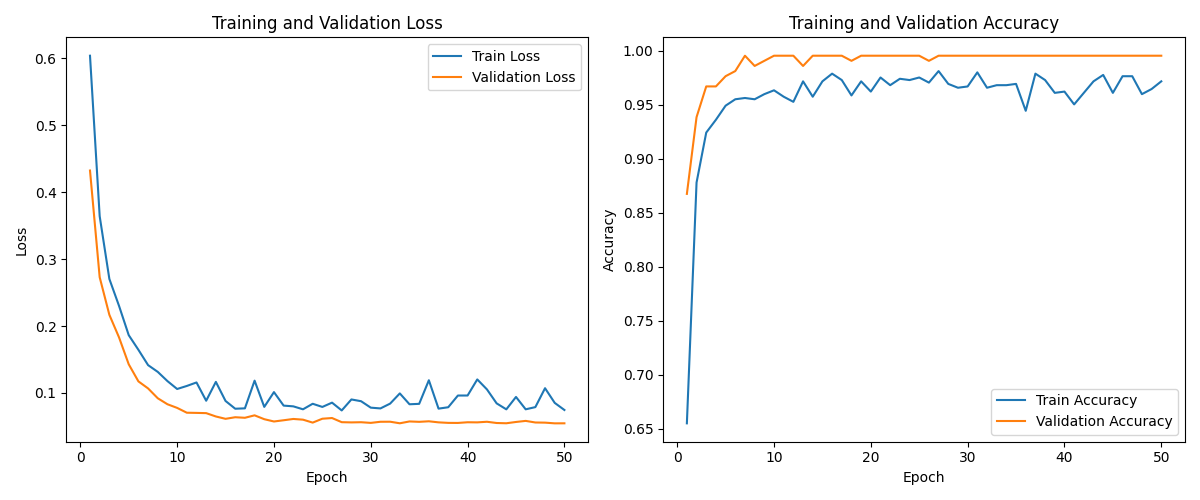 Training and Validation Loss
Train Loss
Validation Loss
0.6
0.5
0.4
0.3
0.2
0.1
Loss
0
10
20
30
40
50
Epoch
Training and Validation Accuracy
1.00
0.95
0.90
0.85
0.80
0.75
0.70
0.65
Accuracy
Train Accuracy
Validation Accuracy
0
10
20
30
40
50
Epoch